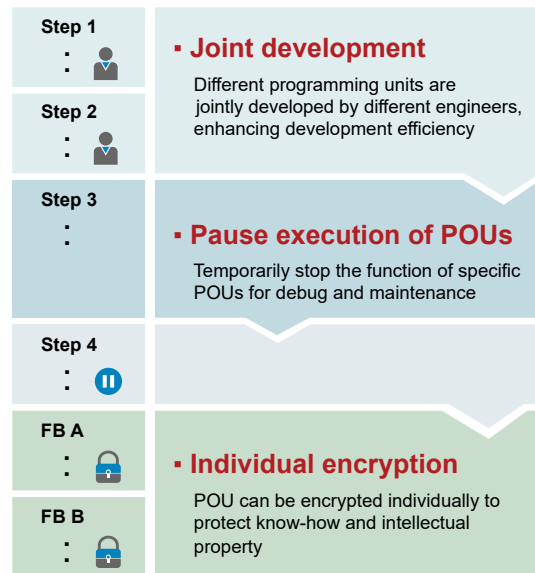 Step 1
:
▪ Joint development
Different programming units are
jointly developed by different engineers,
enhancing development efficiency
Step 2
:
Step 3
:
▪ Pause execution of POUs
Temporarily stop the function of specific
POUs for debug and maintenance
Step 4
:
FB A
:
▪ Individual encryption
POU can be encrypted individually to
protect know-how and intellectual
property
FB B
: